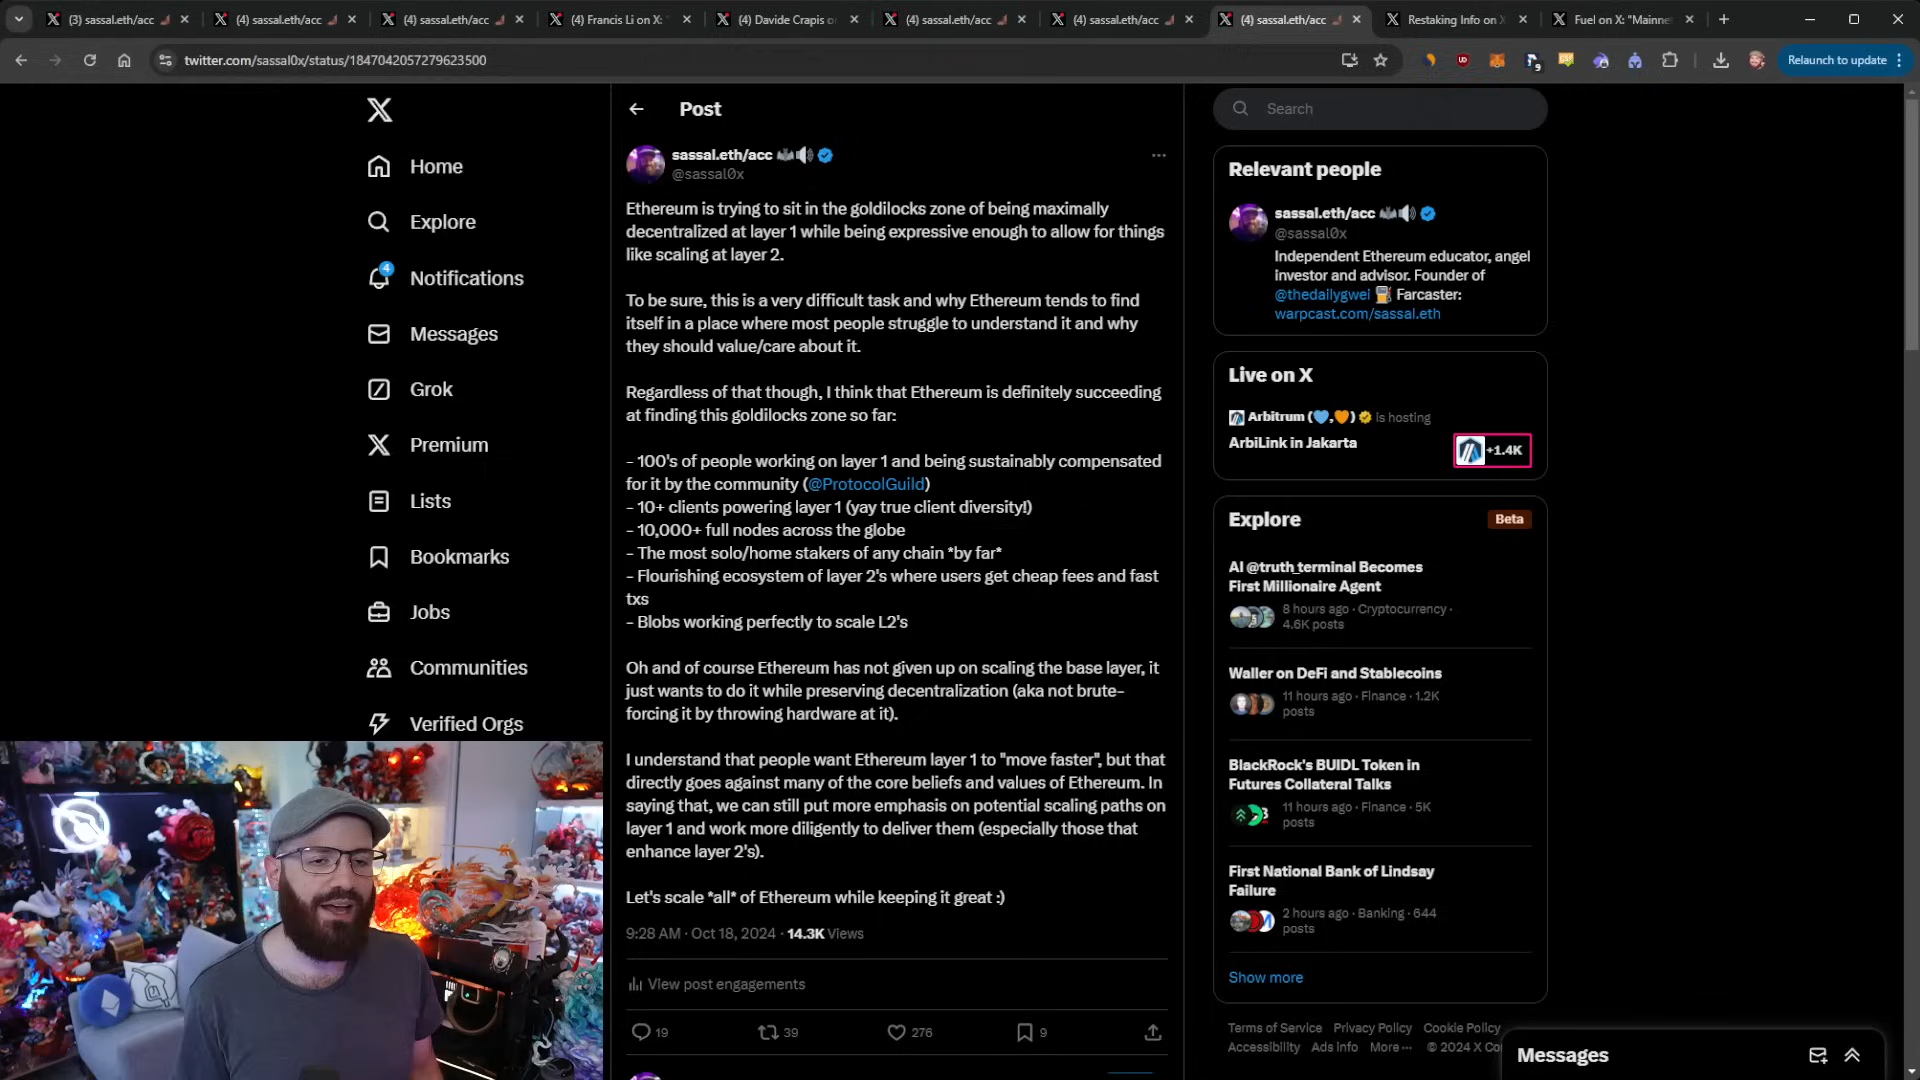 (3) sassal.eth/acc
(4) sassal.eth/acc
(4) sassal.eth/acc
(4) Francis Li on X: "
(4) Davide Crapis o
(4) sassal.eth/acc
(4) sassal.eth/acc
(4) sassal.eth/acc
Restaking Info on X
Fuel on X: "Mainne
twitter.com/sassal0x/status/1847042057279623500
9
Relaunch to update
Home
Explore
4
Notifications
Messages
Grok
Premium
Lists
Bookmarks
Jobs
Communities
Verified Orgs
Post
sassal.eth/acc
@sassal0x
Ethereum is trying to sit in the goldilocks zone of being maximally
decentralized at layer 1 while being expressive enough to allow for things
like scaling at layer 2.
To be sure, this is a very difficult task and why Ethereum tends to find
itself in a place where most people struggle to understand it and why
they should value/care about it.
Regardless of that though, I think that Ethereum is definitely succeeding
at finding this goldilocks zone so far:
- 100's of people working on layer 1 and being sustainably compensated
for it by the community (@ProtocolGuild)
- 10+ clients powering layer 1 (yay true client diversity!)
- 10,000+ full nodes across the globe
- The most solo/home stakers of any chain *by far*
- Flourishing ecosystem of layer 2's where users get cheap fees and fast
txs
- Blobs working perfectly to scale L2's
Oh and of course Ethereum has not given up on scaling the base layer, it
just wants to do it while preserving decentralization (aka not brute-
forcing it by throwing hardware at it).
I understand that people want Ethereum layer 1 to "move faster", but that
directly goes against many of the core beliefs and values of Ethereum. In
saying that, we can still put more emphasis on potential scaling paths on
layer 1 and work more diligently to deliver them (especially those that
enhance layer 2's).
Let's scale *all* of Ethereum while keeping it great :)
9:28 AM · Oct 18, 2024 · 14.3K Views
View post engagements
19
39
276
9
Search
Relevant people
sassal.eth/acc
@sassal0x
Independent Ethereum educator, angel
investor and advisor. Founder of
@thedailygwei Farcaster:
warpcast.com/sassal.eth
Live on X
Arbitrum (💙,🧡) is hosting
ArbiLink in Jakarta
+1.4K
Explore
Beta
AI @truth_terminal Becomes
First Millionaire Agent
8 hours ago · Cryptocurrency ·
4.6K posts
Waller on DeFi and Stablecoins
11 hours ago · Finance · 1.2K
posts
BlackRock's BUIDL Token in
Futures Collateral Talks
11 hours ago · Finance · 5K
posts
First National Bank of Lindsay
Failure
2 hours ago · Banking · 644
posts
Show more
Terms of Service Privacy Policy Cookie Policy
Accessibility Ads info More ··· © 2024 X Co
Messages